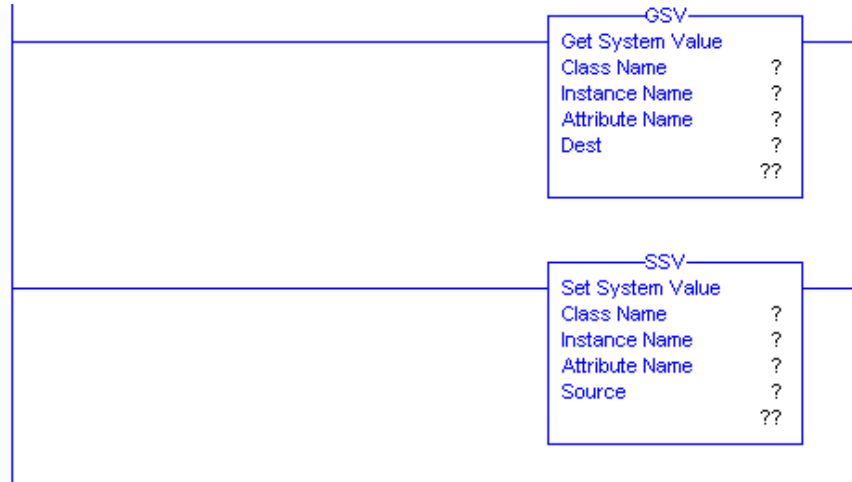 GSV
Get System Value
Class Name ?
Instance Name ?
Attribute Name ?
Dest ?
??
SSV
Set System Value
Class Name ?
Instance Name ?
Attribute Name ?
Source ?
??